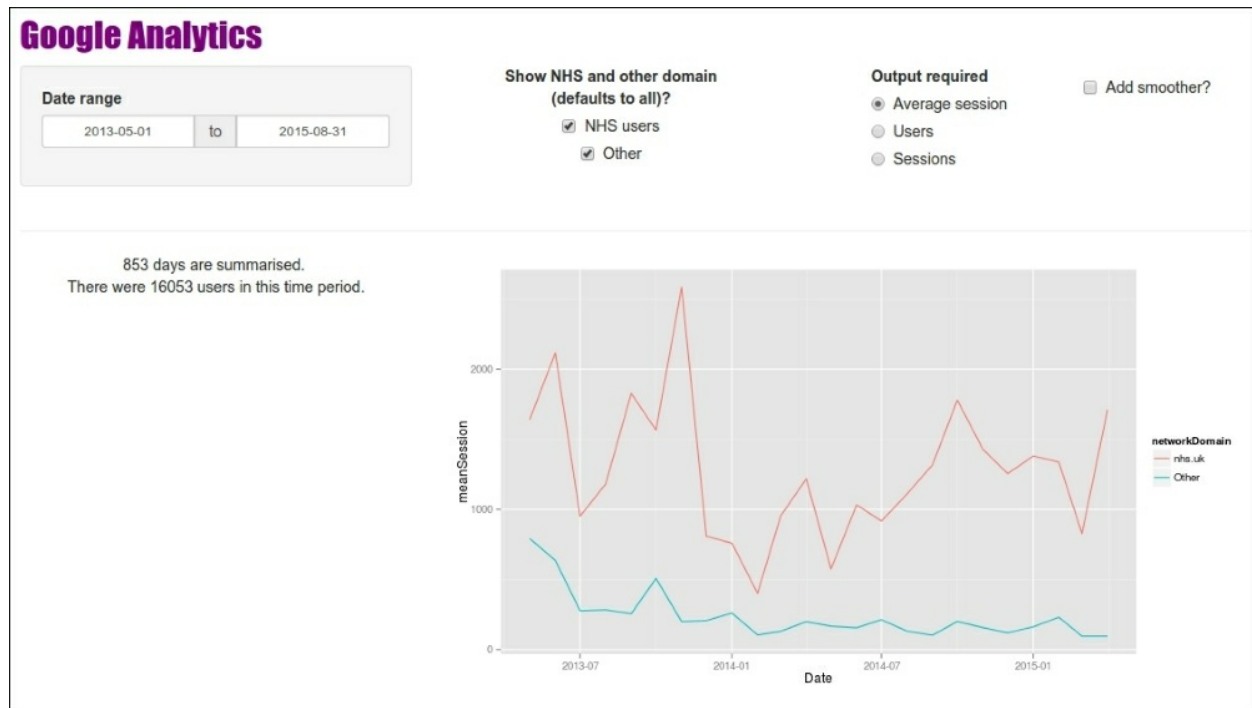 Google Analytics
Date range
2013-05-01 to 2015-08-31
Show NHS and other domain
(defaults to all)?
NHS users
Other
Output required
Average session
Users
Sessions
Add smoother?
853 days are summarised.
There were 16053 users in this time period.
meanSession
2000
1000
0
2013-07
2014-01
2014-07
2015-01
Date
networkDomain
nhs.uk
Other